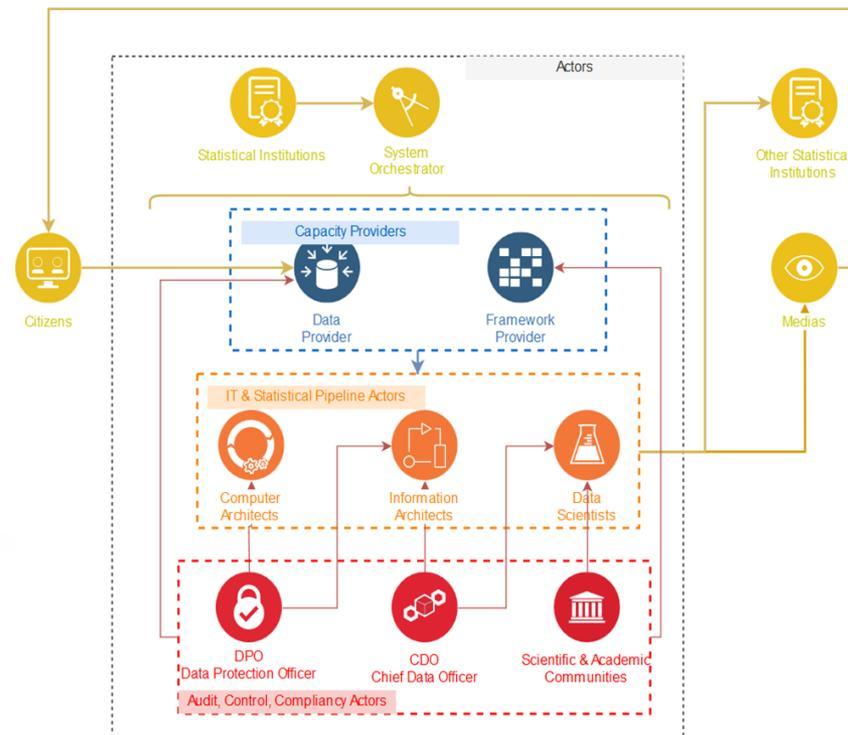 Actors
Statistical Institutions
System
Orchestrator
Other Statistica
Institutions
Capacity Providers
Citizens
Data
Provider
Framework
Provider
Medias
IT & Statistical Pipeline Actors
Computer
Architects
Information
Architects
Data
Scientists
DPO
Data Protection Officer
CDO
Chief Data Officer
Scientific & Academic
Communities
Audit, Control, Compliancy Actors